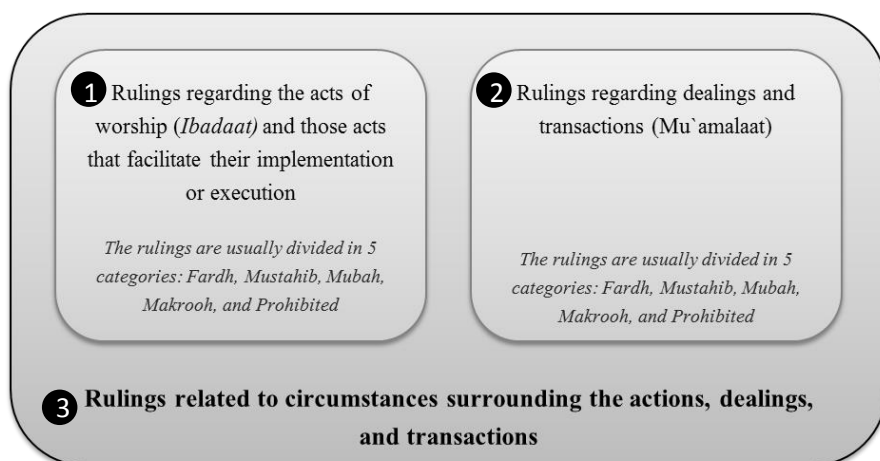 1 Rulings regarding the acts of
worship (Ibadaat) and those acts
that facilitate their implementation
or execution
The rulings are usually divided in 5
categories: Fardh, Mustahib, Mubah,
Makrooh, and Prohibited
2 Rulings regarding dealings and
transactions (Mu`amalaat)
The rulings are usually divided in 5
categories: Fardh, Mustahib, Mubah,
Makrooh, and Prohibited
3 Rulings related to circumstances surrounding the actions, dealings,
and transactions